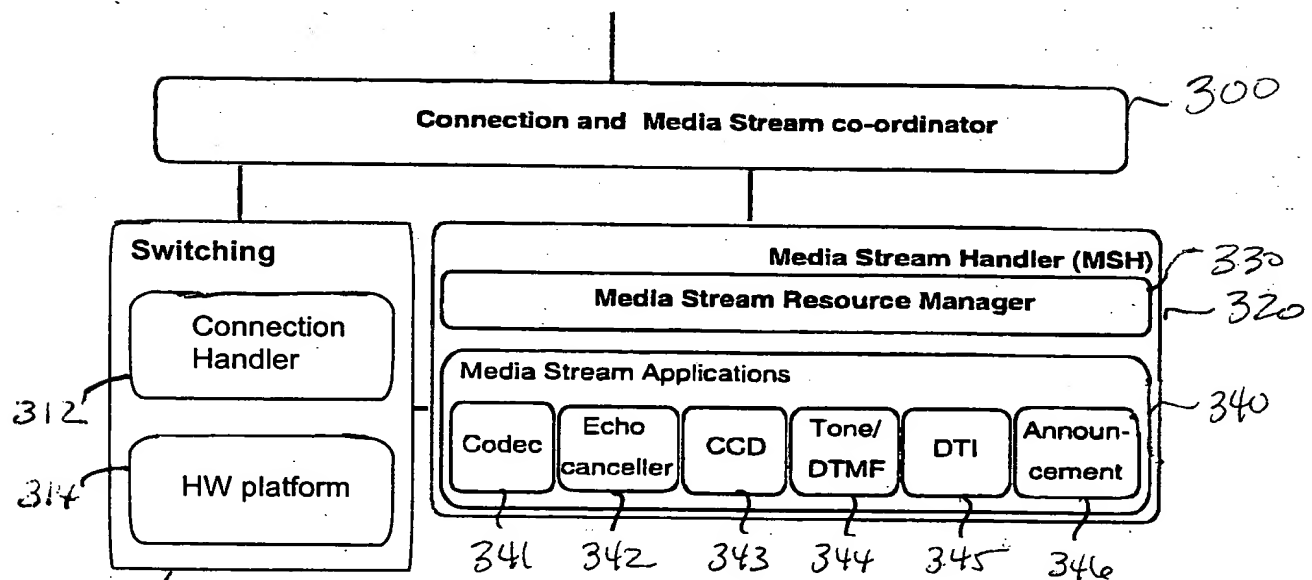 Connection and Media Stream co-ordinator
300
Switching
Media Stream Handler (MSH)
330
Media Stream Resource Manager
320
Connection
Handler
312
Media Stream Applications
340
Codec
Echo
canceller
CCD
Tone/
DTMF
DTI
Announ-
cement
HW platform
314
341
342
343
344
345
346